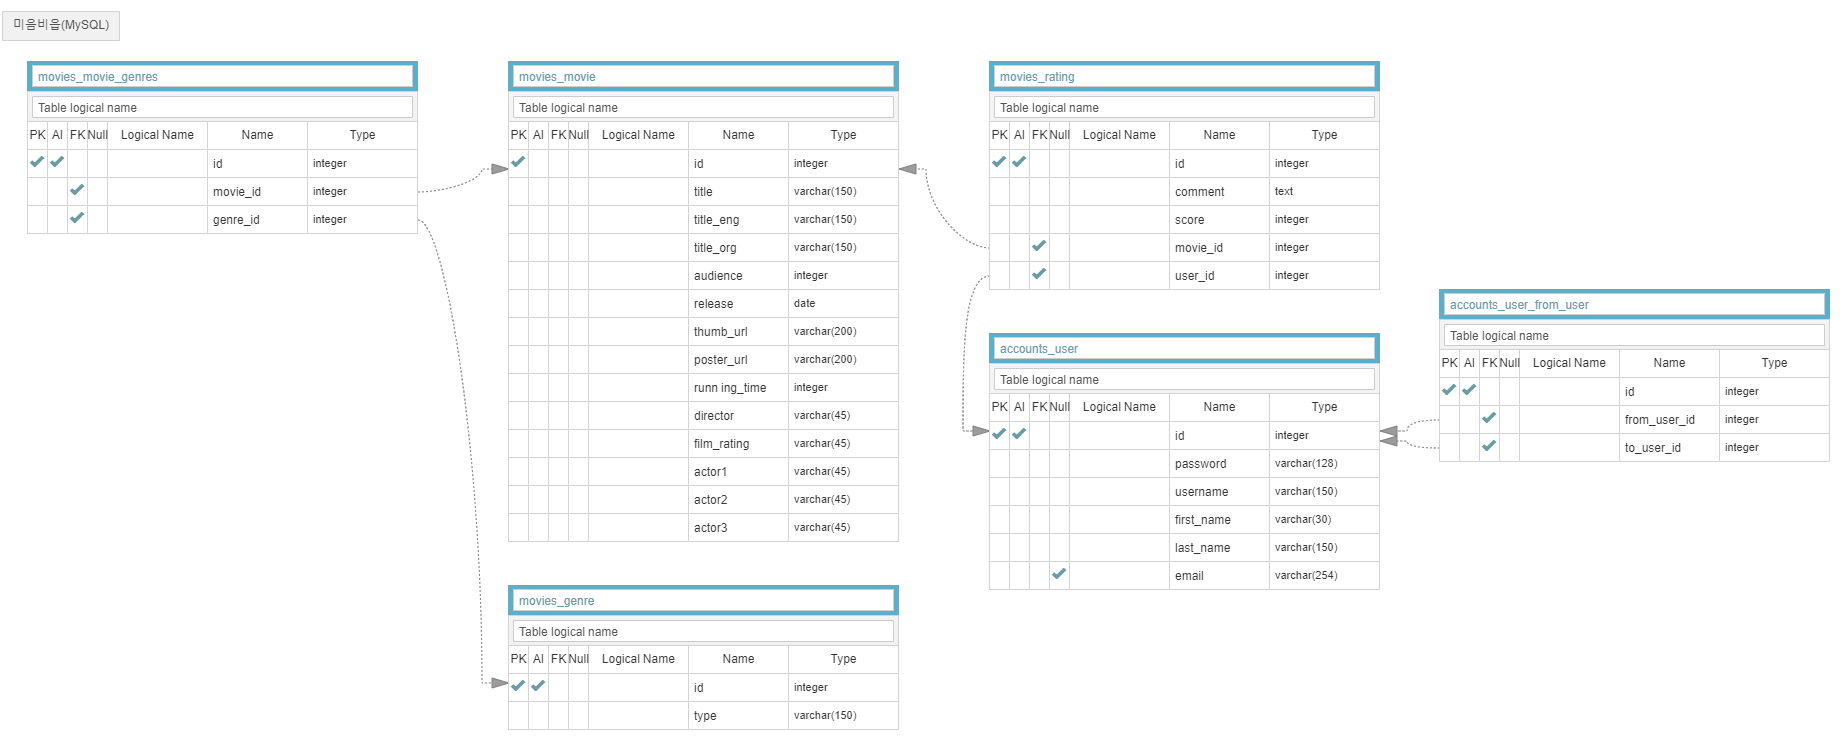 미음비읍(MySQL)
movies_movie_genres
Table logical name
PK AI FK Null Logical Name Name Type
id integer
movie_id integer
genre_id integer
movies_movie
Table logical name
PK AI FK Null Logical Name Name Type
id integer
title varchar(150)
title_eng varchar(150)
title_org varchar(150)
audience integer
release date
thumb_url varchar(200)
poster_url varchar(200)
runn ing_time integer
director varchar(45)
film_rating varchar(45)
actor1 varchar(45)
actor2 varchar(45)
actor3 varchar(45)
movies_genre
Table logical name
PK AI FK Null Logical Name Name Type
id integer
type varchar(150)
movies_rating
Table logical name
PK AI FK Null Logical Name Name Type
id integer
comment text
score integer
movie_id integer
user_id integer
accounts_user
Table logical name
PK AI FK Null Logical Name Name Type
id integer
password varchar(128)
username varchar(150)
first_name varchar(30)
last_name varchar(150)
email varchar(254)
accounts_user_from_user
Table logical name
PK AI FK Null Logical Name Name Type
id integer
from_user_id integer
to_user_id integer